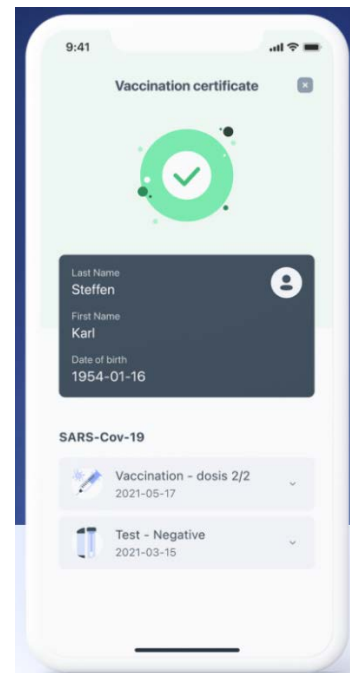 9:41
Vaccination certificate
Last Name
Steffen
First Name
Karl
Date of birth
1954-01-16
SARS-Cov-19
Vaccination - dosis 2/2
2021-05-17
Test - Negative
2021-03-15